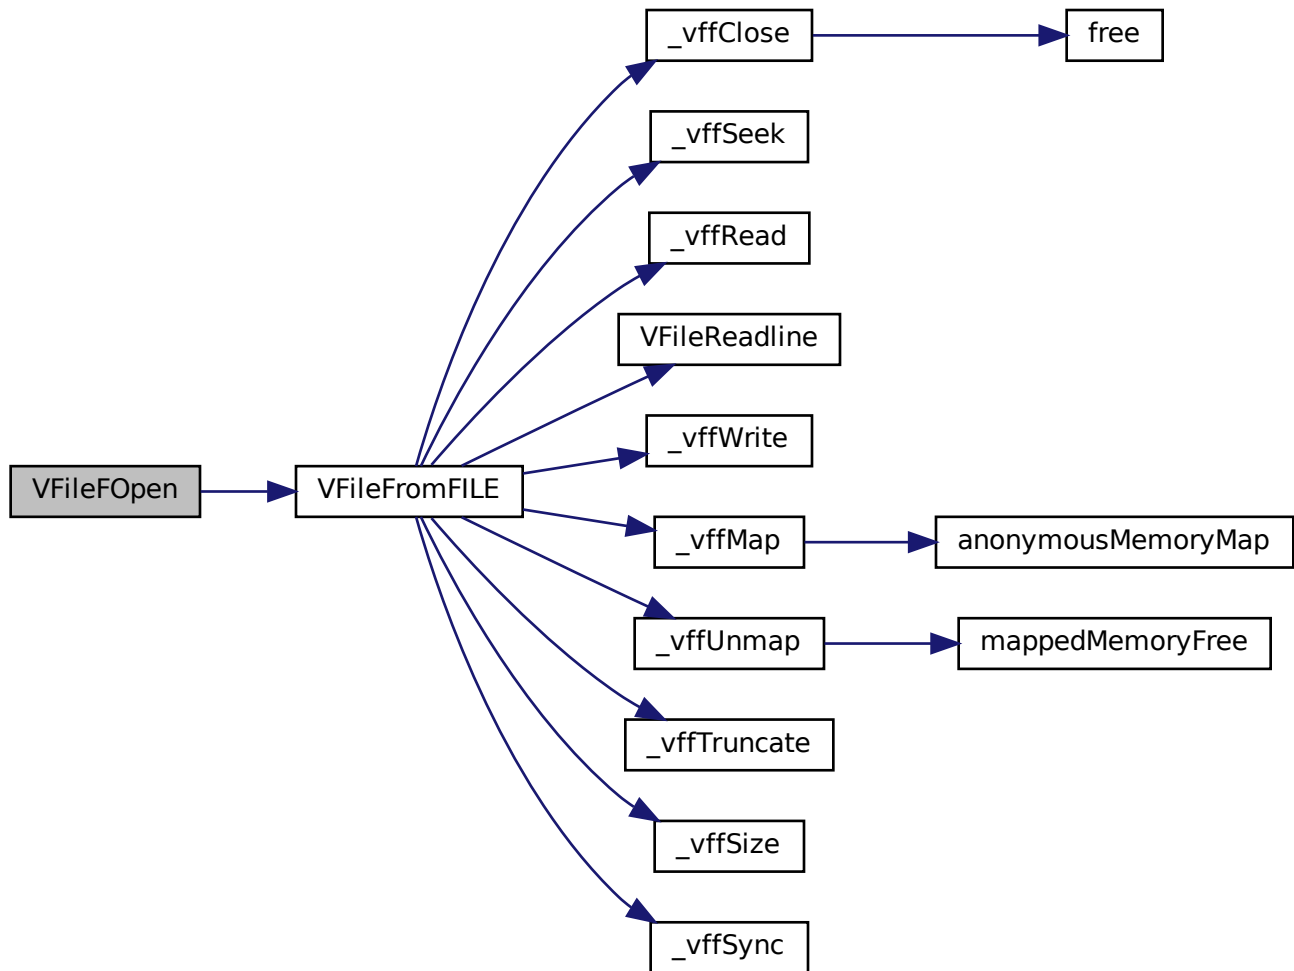 _vffClose
free
_vffSeek
_vffRead
VFileReadline
_vffWrite
VFileFOpen
VFileFromFILE
_vffMap
anonymousMemoryMap
_vffUnmap
mappedMemoryFree
_vffTruncate
_vffSize
_vffSync